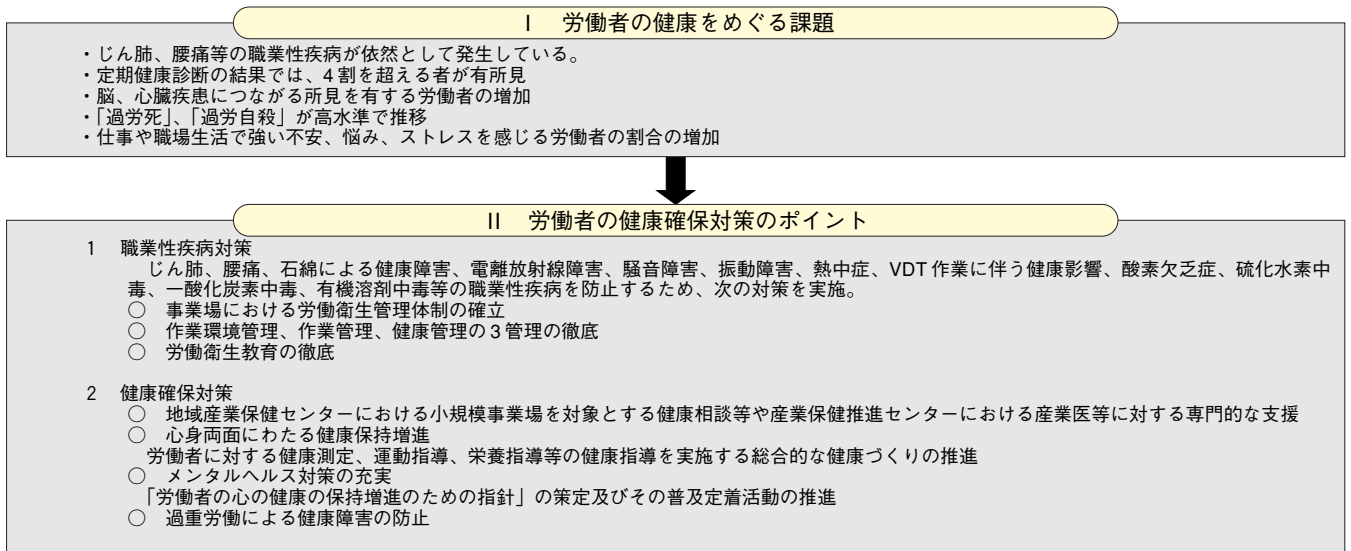 Ⅰ 労働者の健康をめぐる課題
・じん肺、腰痛等の職業性疾病が依然として発生している。
・定期健康診断の結果では、4割を超える者が有所見
・脳、心臓疾患につながる所見を有する労働者の増加
・「過労死」、「過労自殺」が高水準で推移
・仕事や職場生活で強い不安、悩み、ストレスを感じる労働者の割合の増加
Ⅱ 労働者の健康確保対策のポイント
1 職業性疾病対策
じん肺、腰痛、石綿による健康障害、電離放射線障害、騒音障害、振動障害、熱中症、VDT作業に伴う健康影響、酸素欠乏症、硫化水素中
毒、一酸化炭素中毒、有機溶剤中毒等の職業性疾病を防止するため、次の対策を実施。
○ 事業場における労働衛生管理体制の確立
○ 作業環境管理、作業管理、健康管理の3管理の徹底
○ 労働衛生教育の徹底
2 健康確保対策
○ 地域産業保健センターにおける小規模事業場を対象とする健康相談等や産業保健推進センターにおける産業医等に対する専門的な支援
○ 心身両面にわたる健康保持増進
労働者に対する健康測定、運動指導、栄養指導等の健康指導を実施する総合的な健康づくりの推進
○ メンタルヘルス対策の充実
「労働者の心の健康の保持増進のための指針」の策定及びその普及定着活動の推進
○ 過重労働による健康障害の防止